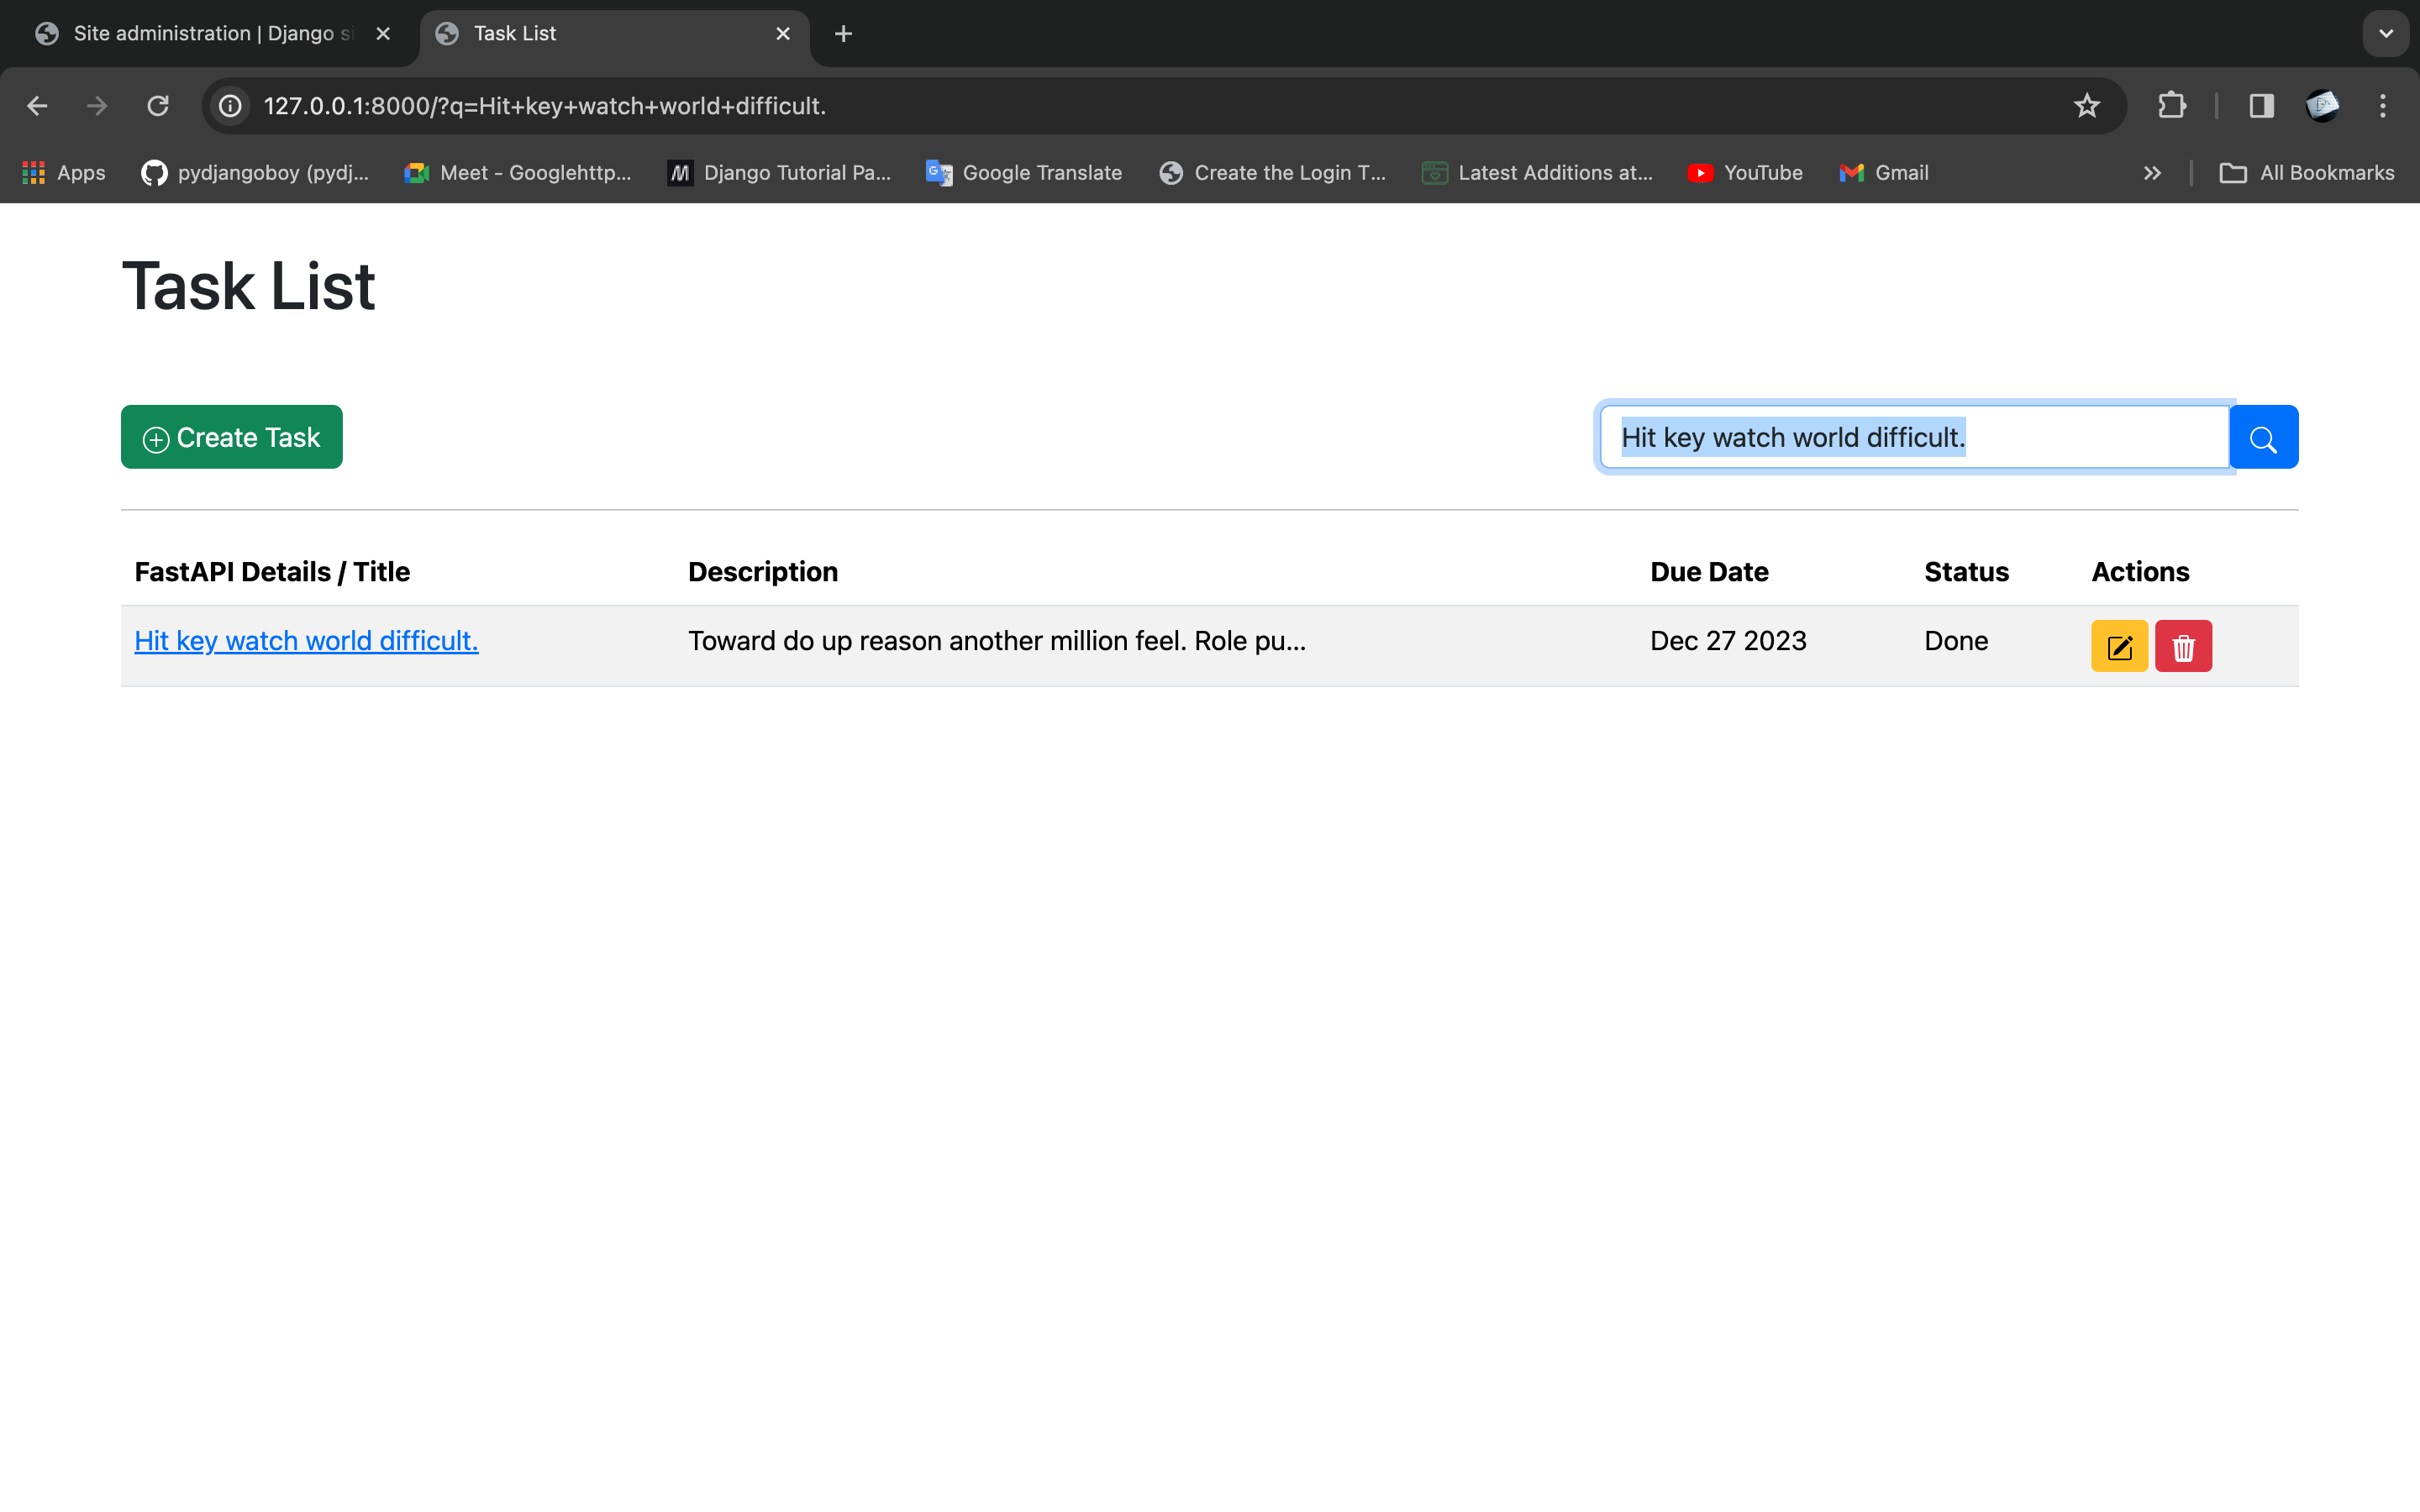 Site administration | Django si
Task List
127.0.0.1:8000/?q=Hit+key+watch+world+difficult.
Apps
pydjangoboy (pydj...
Meet - Googlehttp...
Django Tutorial Pa...
Google Translate
Create the Login T...
Latest Additions at...
YouTube
Gmail
All Bookmarks
Task List
Create Task
Hit key watch world difficult.
FastAPI Details / Title Description Due Date Status Actions
Hit key watch world difficult. Toward do up reason another million feel. Role pu... Dec 27 2023 Done